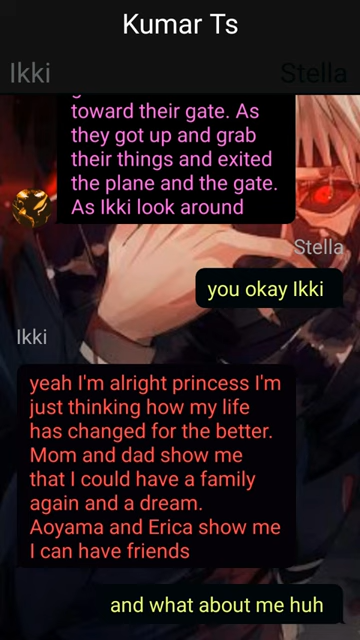 Kumar Ts
Ikki
Stella
toward their gate. As
they got up and grab
their things and exited
the plane and the gate.
As Ikki look around
Stella
you okay Ikki
Ikki
yeah I'm alright princess I'm
just thinking how my life
has changed for the better.
Mom and dad show me
that I could have a family
again and a dream.
Aoyama and Erica show me
I can have friends
and what about me huh